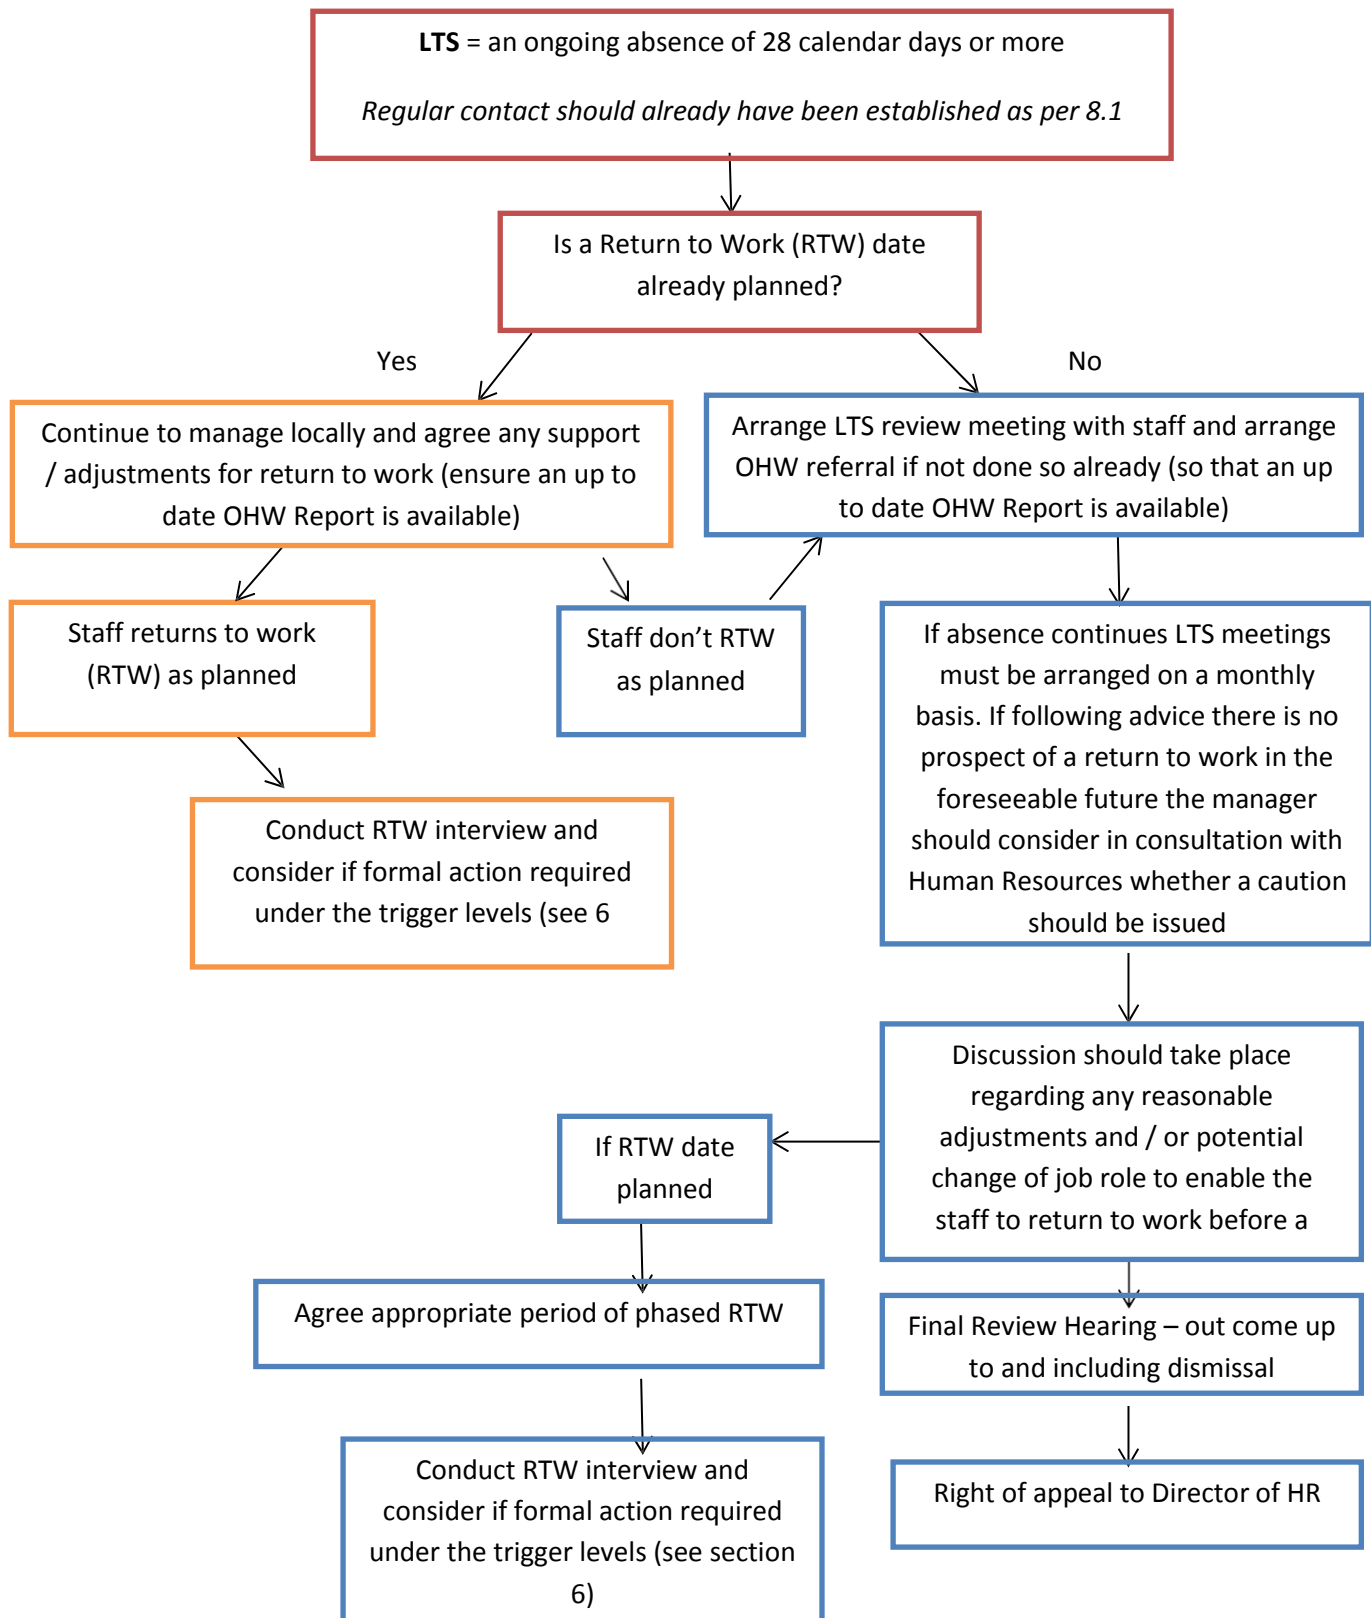 LTS = an ongoing absence of 28 calendar days or more
Regular contact should already have been established as per 8.1
Is a Return to Work (RTW) date
already planned?
Yes
No
Continue to manage locally and agree any support
/ adjustments for return to work (ensure an up to
date OHW Report is available)
Arrange LTS review meeting with staff and arrange
OHW referral if not done so already (so that an up
to date OHW Report is available)
Staff returns to work
(RTW) as planned
Staff don’t RTW
as planned
If absence continues LTS meetings
must be arranged on a monthly
basis. If following advice there is no
prospect of a return to work in the
foreseeable future the manager
should consider in consultation with
Human Resources whether a caution
should be issued
Conduct RTW interview and
consider if formal action required
under the trigger levels (see 6
Discussion should take place
regarding any reasonable
adjustments and / or potential
change of job role to enable the
staff to return to work before a
If RTW date
planned
Agree appropriate period of phased RTW
Final Review Hearing – out come up
to and including dismissal
Conduct RTW interview and
consider if formal action required
under the trigger levels (see section
6)
Right of appeal to Director of HR